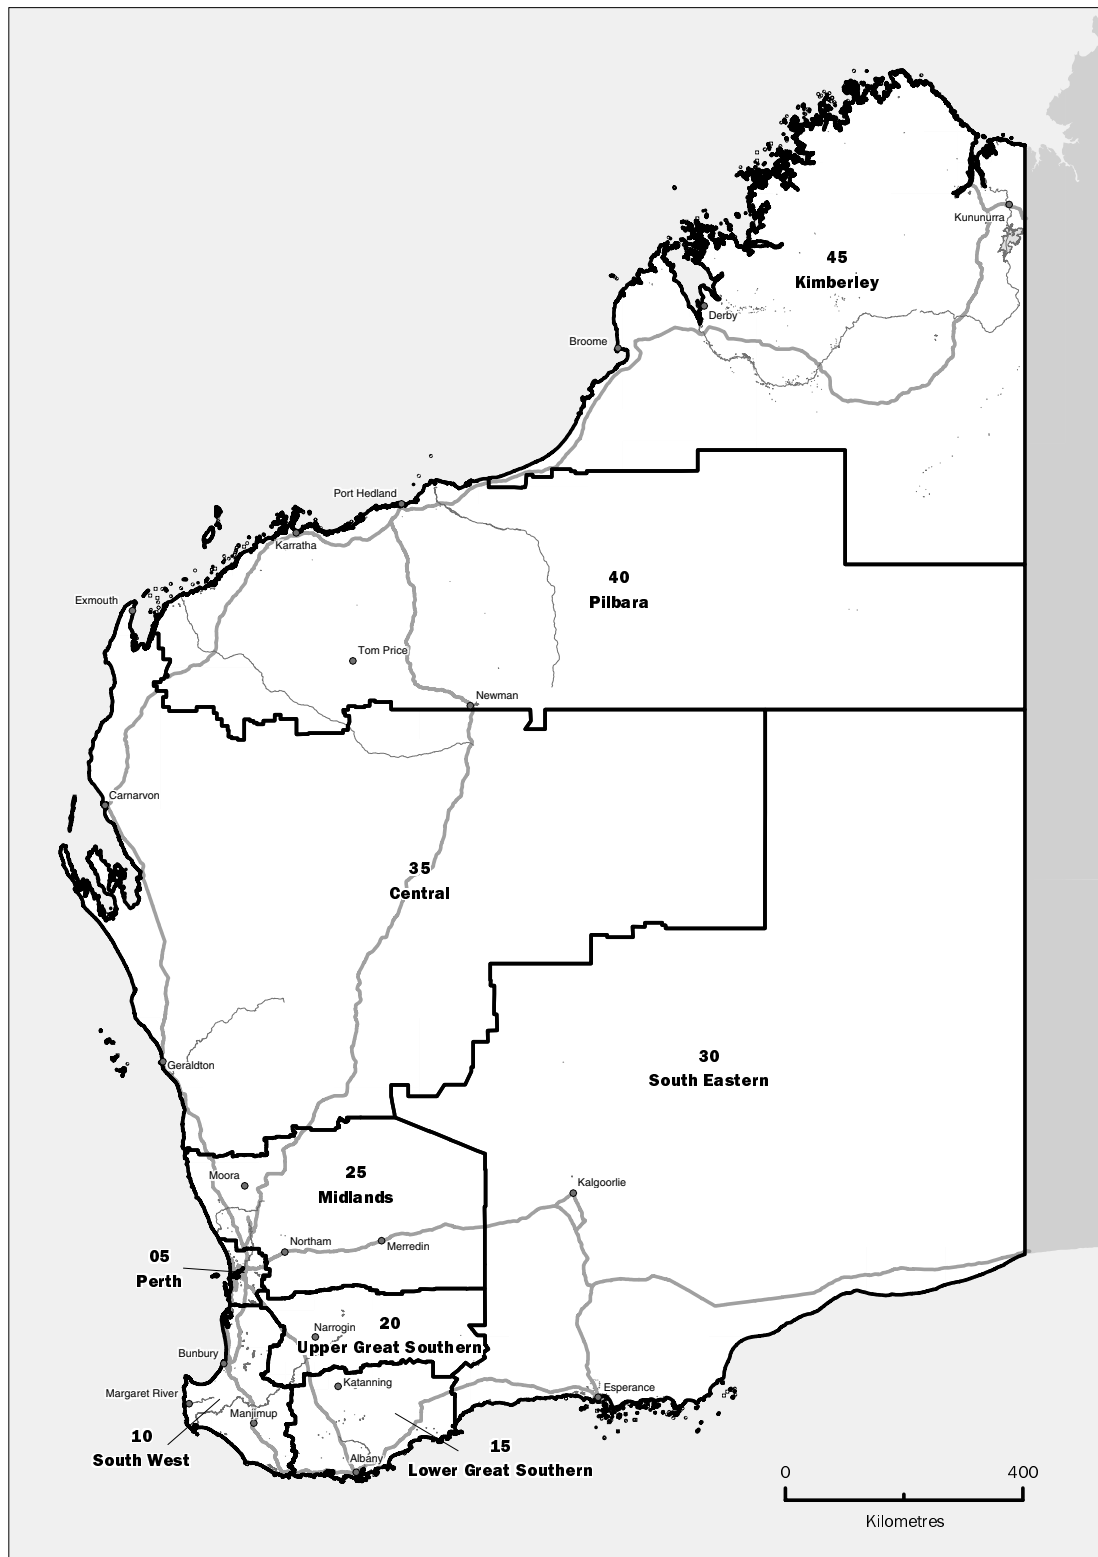 Kununurra
45
Kimberley
Derby
Broome
Port Hedland
Karratha
40
Pilbara
Exmouth
Tom Price
Newman
Carnarvon
35
Central
30
South Eastern
Geraldton
25
Midlands
Moora
Kalgoorlie
Northam
Merredin
05
Perth
20
Upper Great Southern
Narrogin
Bunbury
Katanning
Esperance
Margaret River
Manjimup
10
South West
15
Lower Great Southern
Albany
0 400
Kilometres